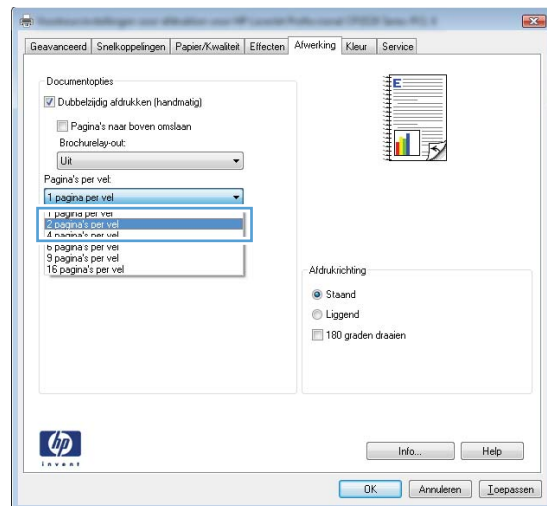 Geavanceerd Snelkoppelingen Papier/Kwaliteit Effecten Afwerking Kleur Service
Documentopties
Dubbelzijdig afdrukken (handmatig)
Pagina's naar boven omslaan
Brochurelay-out:
Uit
Pagina's per vel:
1 pagina per vel
1 pagina per vel
2 pagina's per vel
4 pagina's per vel
6 pagina's per vel
9 pagina's per vel
16 pagina's per vel
E
Afdrukrichting
Staand
Liggend
180 graden draaien
hp
invent
Info... Help
OK Annuleren Toepassen